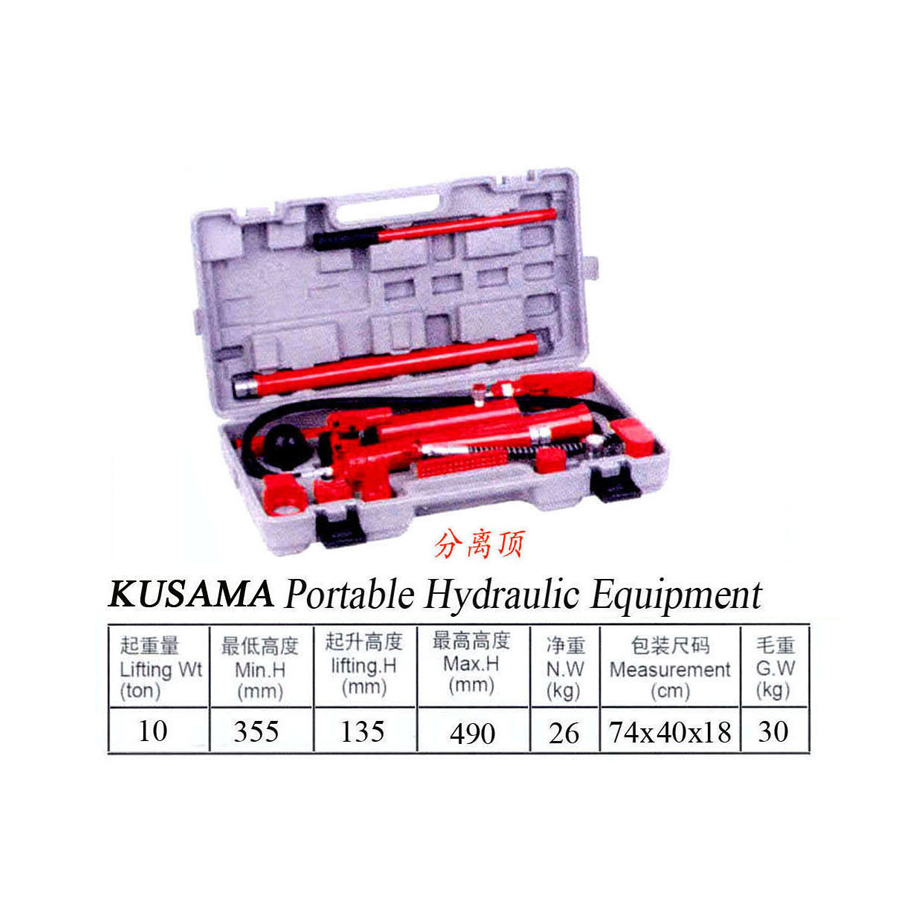 分离顶
KUSAMA Portable Hydraulic Equipment
起重量 最低高度 起升高度 最高高度 净重 包装尺码 毛重
Lifting Wt Min.H lifting.H Max.H N.W Measurement G.W
(ton) (mm) (mm) (mm) (kg) (cm) (kg)
10 355 135 490 26 74x40x18 30